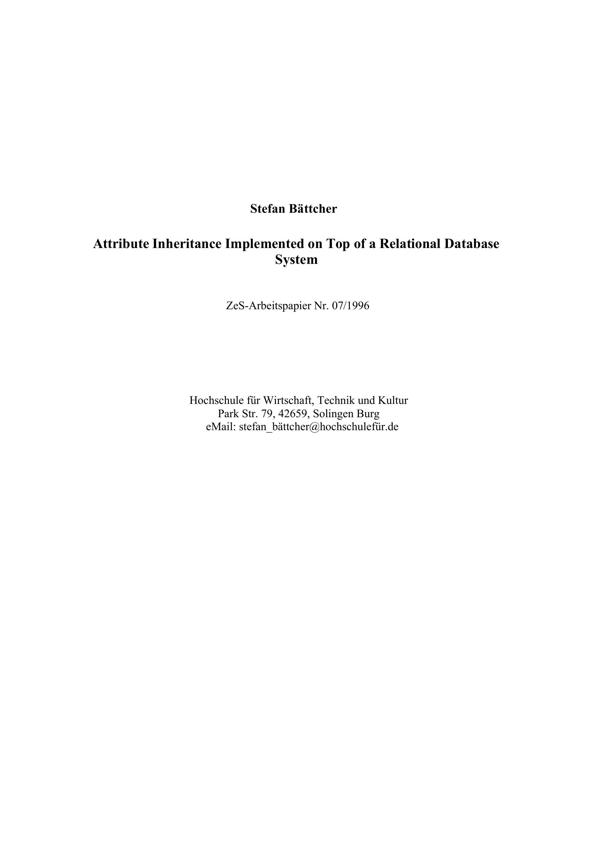 Stefan Bättcher
Attribute Inheritance Implemented on Top of a Relational Database
System
ZeS-Arbeitspapier Nr. 07/1996
Hochschule für Wirtschaft, Technik und Kultur
Park Str. 79, 42659, Solingen Burg
eMail: stefan_bättcher@hochschulefür.de